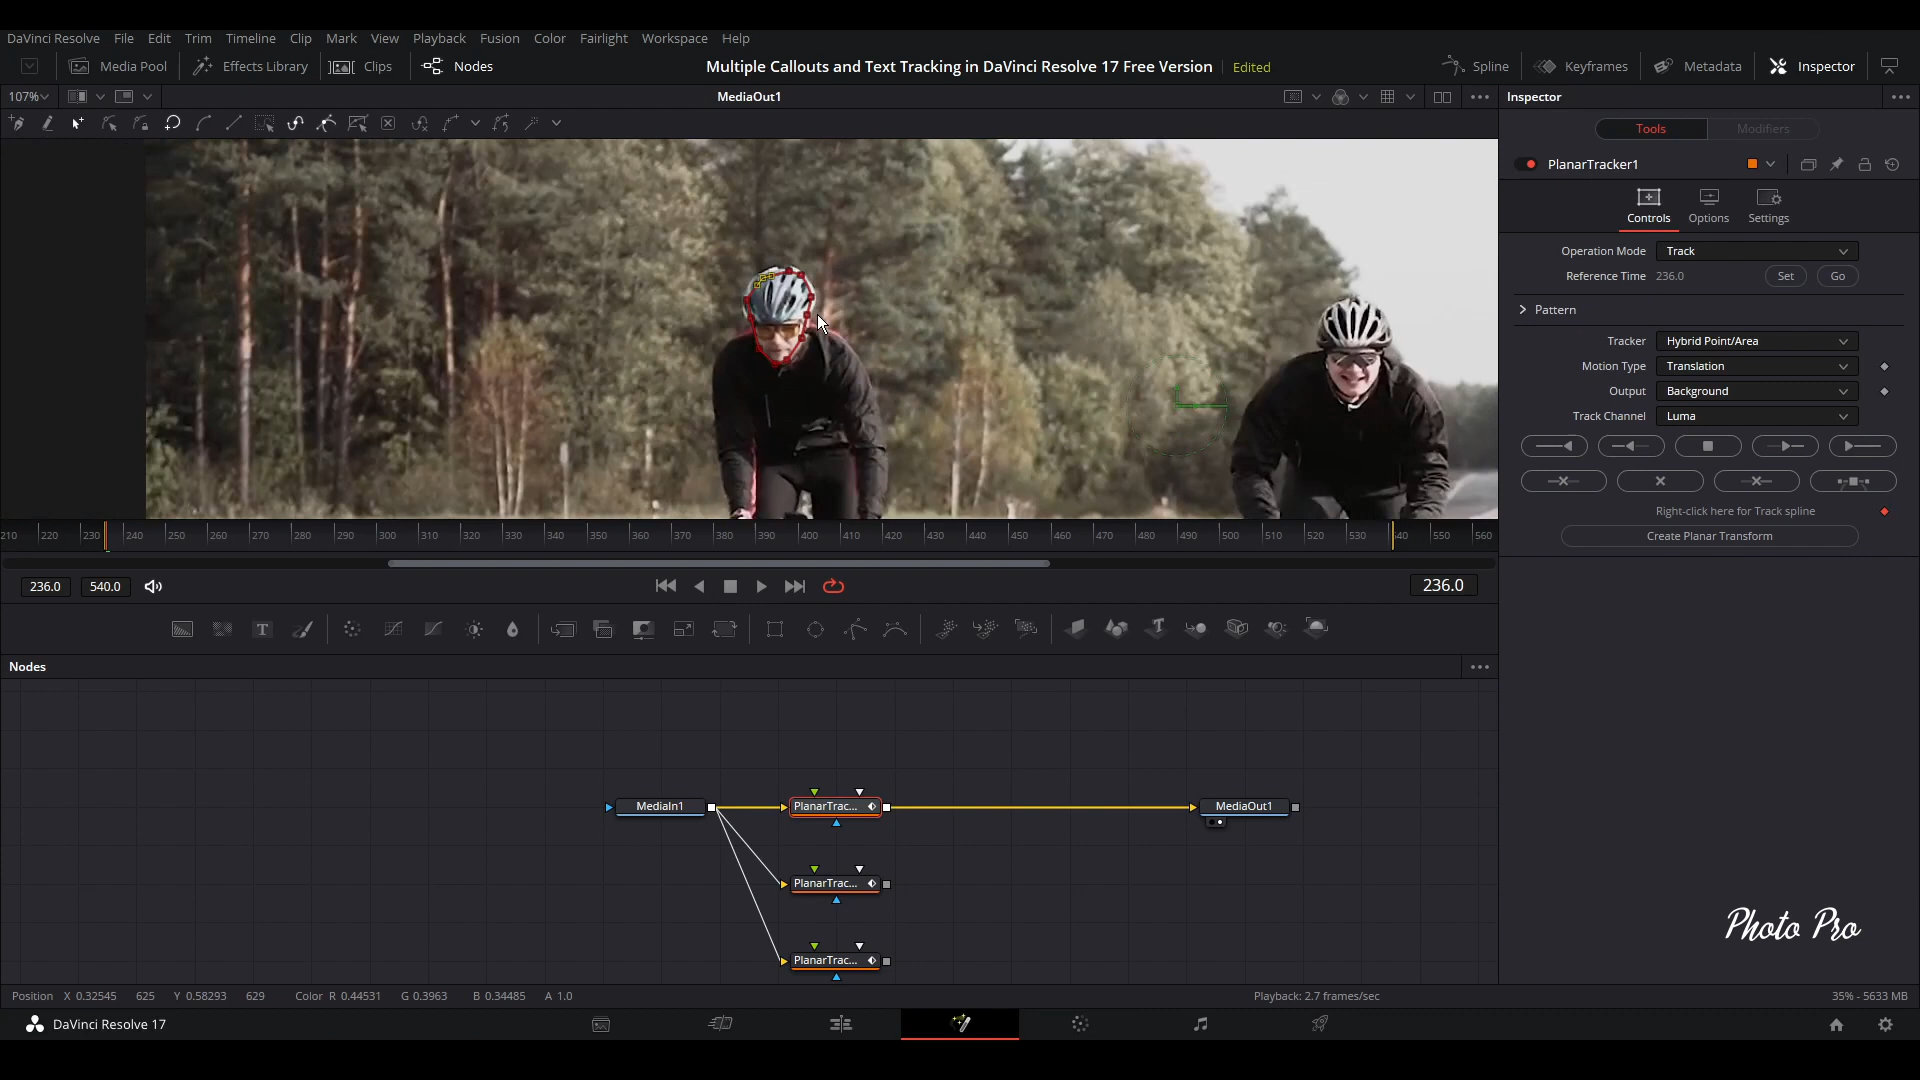 DaVinci Resolve File Edit Trim Timeline Clip Mark View Playback Fusion Color Fairlight Workspace Help
Media Pool Effects Library Clips Nodes Multiple Callouts and Text Tracking in DaVinci Resolve 17 Free Version Edited Spline Keyframes Metadata Inspector
107% MediaOut1 Inspector
Tools Modifiers
PlanarTracker1
Controls Options Settings
Operation Mode Track
Reference Time 236.0 Set Go
Pattern
Tracker Hybrid Point/Area
Motion Type Translation
Output Background
Track Channel Luma
Right-click here for Track spline
Create Planar Transform
210 220 230 240 250 260 270 280 290 300 310 320 330 340 350 360 370 380 390 400 410 420 430 440 450 460 470 480 490 500 510 520 530 540 550 560
236.0 540.0 236.0
Nodes
MediaIn1 PlanarTrac... MediaOut1
PlanarTrac...
PlanarTrac...
Photo Pro
Position X 0.32545 625 Y 0.58293 629 Color R 0.44531 G 0.3963 B 0.34485 A 1.0 Playback: 2.7 frames/sec 35% - 5633 MB
DaVinci Resolve 17